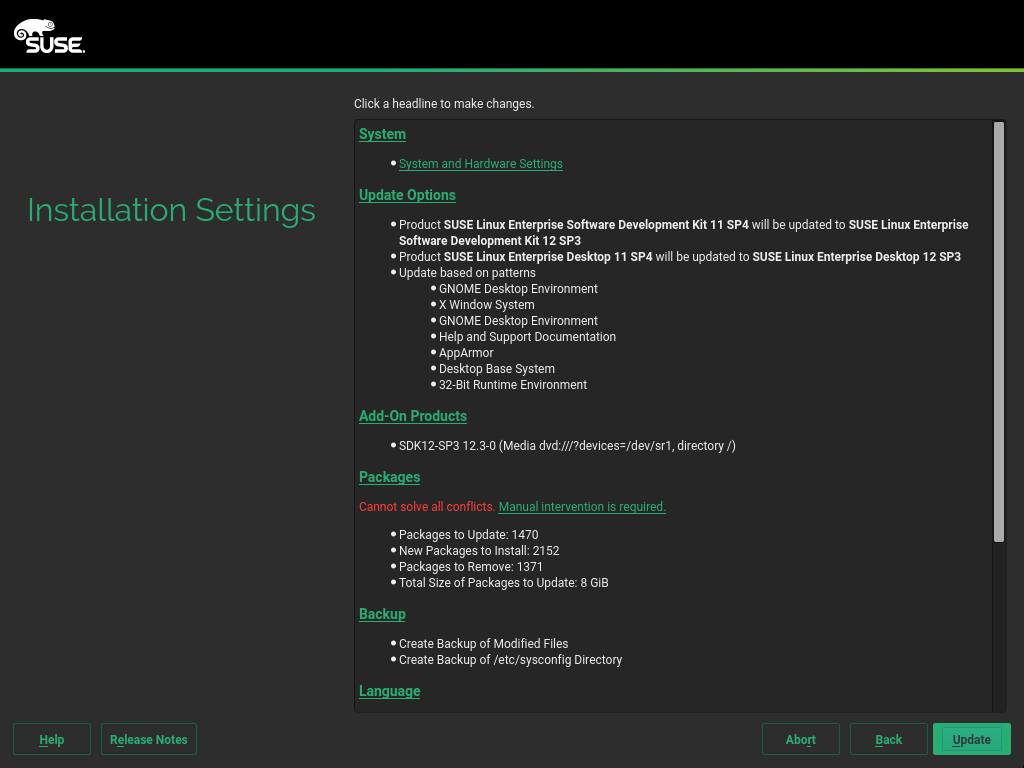 SUSE
Click a headline to make changes.
Installation Settings
System
System and Hardware Settings
Update Options
Product SUSE Linux Enterprise Software Development Kit 11 SP4 will be updated to SUSE Linux Enterprise
Software Development Kit 12 SP3
Product SUSE Linux Enterprise Desktop 11 SP4 will be updated to SUSE Linux Enterprise Desktop 12 SP3
Update based on patterns
GNOME Desktop Environment
X Window System
GNOME Desktop Environment
Help and Support Documentation
AppArmor
Desktop Base System
32-Bit Runtime Environment
Add-On Products
SDK12-SP3 12.3-0 (Media dvd:///?devices=/dev/sr1, directory /)
Packages
Cannot solve all conflicts. Manual intervention is required.
Packages to Update: 1470
New Packages to Install: 2152
Packages to Remove: 1371
Total Size of Packages to Update: 8 GiB
Backup
Create Backup of Modified Files
Create Backup of /etc/sysconfig Directory
Language
Help Release Notes Abort Back Update